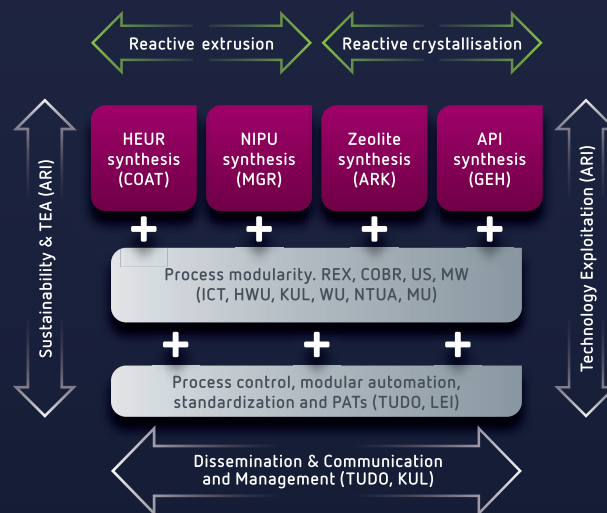 Reactive extrusion
Reactive crystallisation
Sustainability & TEA (ARI)
HEUR
synthesis
(COAT)
NIPU
synthesis
(MGR)
Zeolite
synthesis
(ARK)
API
synthesis
(GEH)
Technology Exploitation (ARI)
Process modularity. REX, COBR, US, MW
(ICT, HWU, KUL, WU, NTUA, MU)
Process control, modular automation,
standardization and PATs (TUDO, LEI)
Dissemination & Communication
and Management (TUDO, KUL)